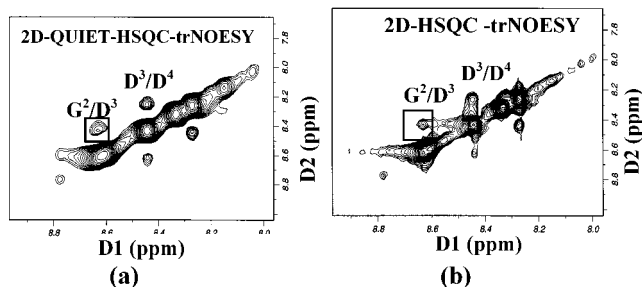 2D-QUIET-HSQC-trNOESY
D³/D⁴
G²/D³
7.8
8.0
8.2
8.4
8.6
8.8
D2 (ppm)
8.8 8.6 8.4 8.2 8.0
D1 (ppm)
(a)
2D-HSQC -trNOESY
D³/D⁴
G²/D³
7.8
8.0
8.2
8.4
8.6
8.8
D2 (ppm)
8.8 8.6 8.4 8.2 8.0
D1 (ppm)
(b)